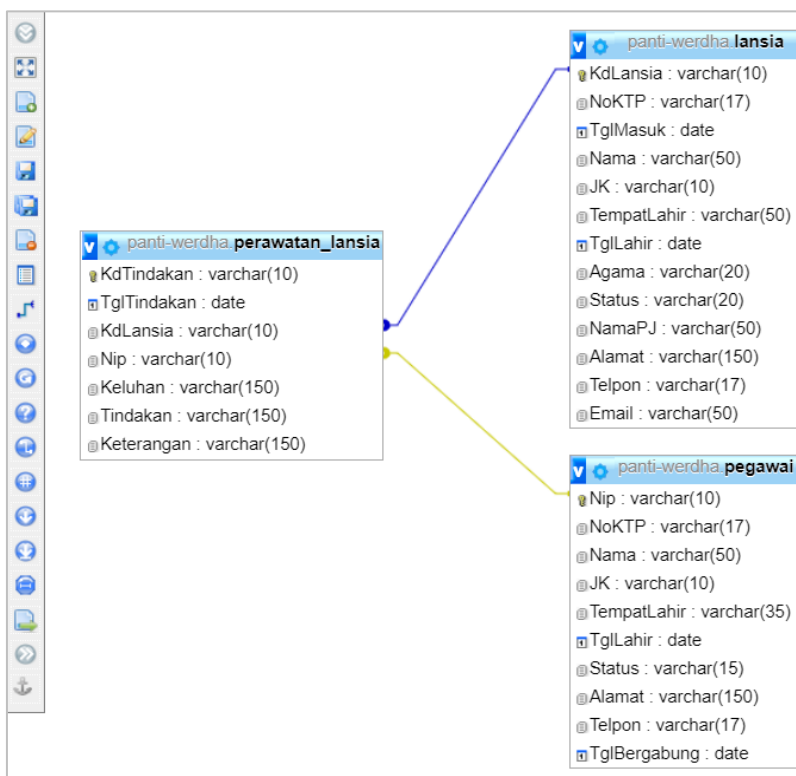 panti-werdha.perawatan_lansia
KdTindakan : varchar(10)
TglTindakan : date
KdLansia : varchar(10)
Nip : varchar(10)
Keluhan : varchar(150)
Tindakan : varchar(150)
Keterangan : varchar(150)
panti-werdha.lansia
KdLansia : varchar(10)
NoKTP : varchar(17)
TglMasuk : date
Nama : varchar(50)
JK : varchar(10)
TempatLahir : varchar(50)
TglLahir : date
Agama : varchar(20)
Status : varchar(20)
NamaPJ : varchar(50)
Alamat : varchar(150)
Telpon : varchar(17)
Email : varchar(50)
panti-werdha.pegawai
Nip : varchar(10)
NoKTP : varchar(17)
Nama : varchar(50)
JK : varchar(10)
TempatLahir : varchar(35)
TglLahir : date
Status : varchar(15)
Alamat : varchar(150)
Telpon : varchar(17)
TglBergabung : date